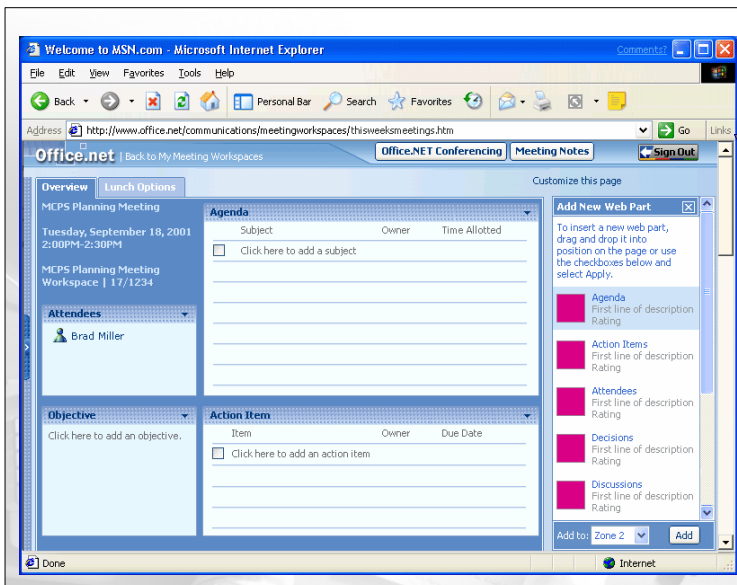 Welcome to MSN.com - Microsoft Internet Explorer
Comments?
File Edit View Favorites Tools Help
Back Personal Bar Search Favorites
Address http://www.office.net/communications/meetingworkspaces/thisweeksmeetings.htm Go Links
Office.net | Back to My Meeting Workspaces
Office.NET Conferencing Meeting Notes Sign Out
Overview Lunch Options
Customize this page
MCPS Planning Meeting
Tuesday, September 18, 2001
2:00PM-2:30PM
MCPS Planning Meeting
Workspace | 17/1234
Attendees
Brad Miller
Objective
Click here to add an objective.
Agenda
Subject Owner Time Allotted
Click here to add a subject
Action Item
Item Owner Due Date
Click here to add an action item
Add New Web Part
To insert a new web part,
drag and drop it into
position on the page or use
the checkboxes below and
select Apply.
Agenda
First line of description
Rating
Action Items
First line of description
Rating
Attendees
First line of description
Rating
Decisions
First line of description
Rating
Discussions
First line of description
Rating
Add to: Zone 2 Add
Done
Internet